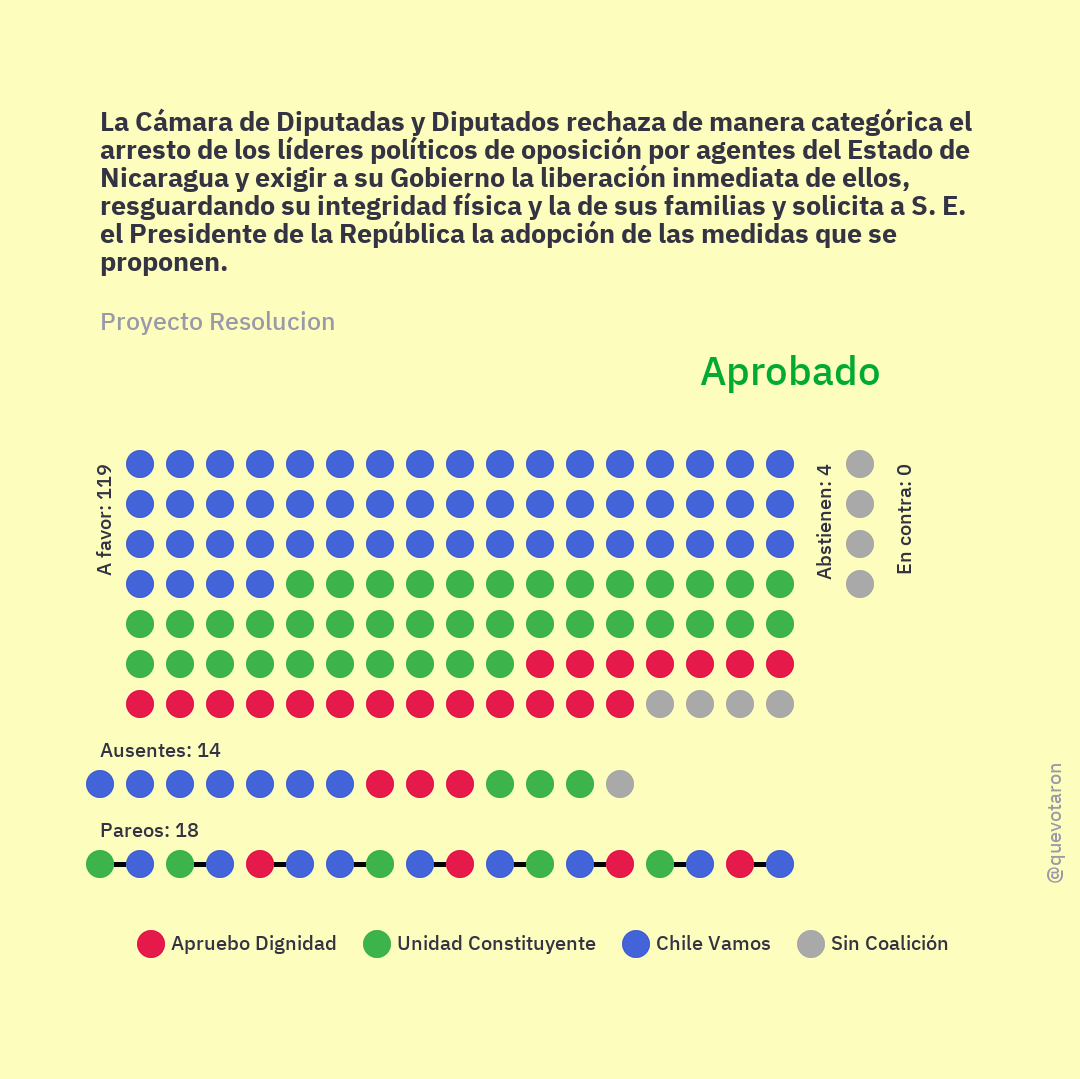 La Cámara de Diputadas y Diputados rechaza de manera categórica el
arresto de los líderes políticos de oposición por agentes del Estado de
Nicaragua y exigir a su Gobierno la liberación inmediata de ellos,
resguardando su integridad física y la de sus familias y solicita a S. E.
el Presidente de la República la adopción de las medidas que se
proponen.
Proyecto Resolucion
Aprobado
A favor: 119
Abstienen: 4
En contra: 0
Ausentes: 14
Pareos: 18
@quevotaron
Apruebo Dignidad
Unidad Constituyente
Chile Vamos
Sin Coalición